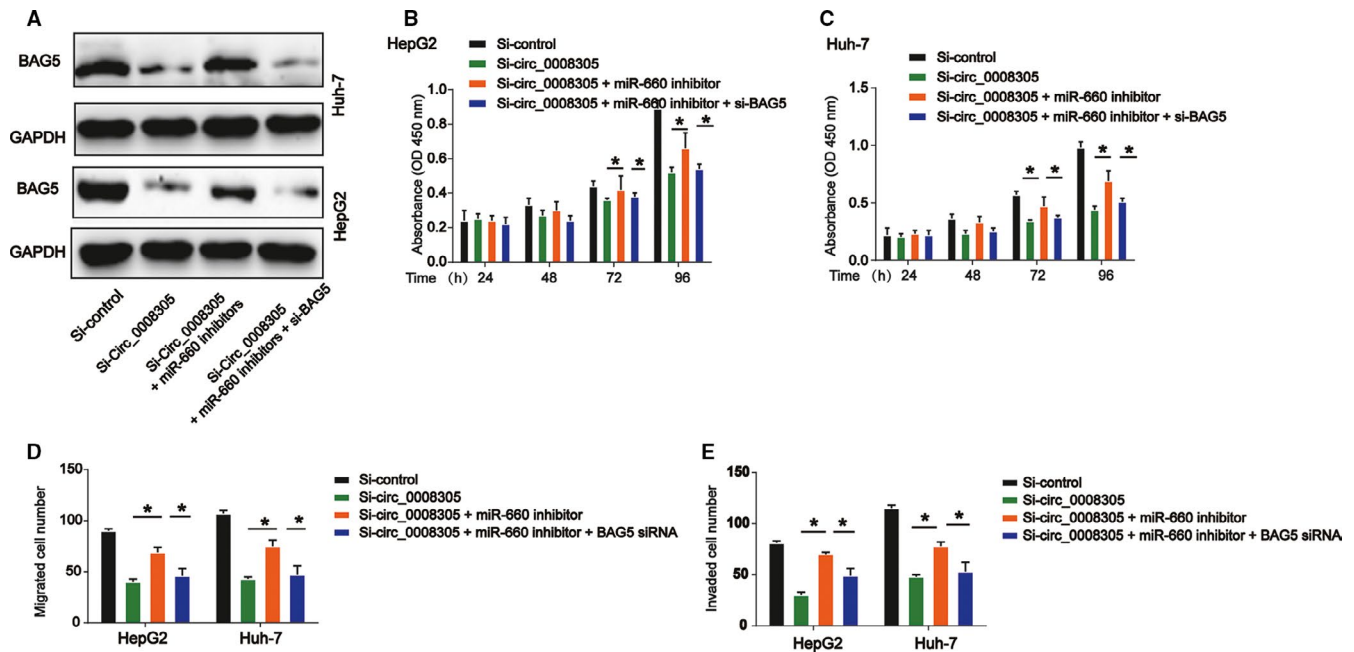 A
BAG5
GAPDH
Huh-7
BAG5
GAPDH
HepG2
Si-control
Si-Circ_0008305
Si-Circ_0008305
+ miR-660 inhibitors
Si-Circ_0008305
+ miR-660 inhibitors + si-BAG5
B
HepG2
Si-control
Si-circ_0008305
Si-circ_0008305 + miR-660 inhibitor
Si-circ_0008305 + miR-660 inhibitor + si-BAG5
Absorbance (OD 450 nm)
1.0
0.8
0.6
0.4
0.2
0.0
* *
* *
Time (h) 24 48 72 96
C
Huh-7
Si-control
Si-circ_0008305
Si-circ_0008305 + miR-660 inhibitor
Si-circ_0008305 + miR-660 inhibitor + si-BAG5
Absorbance (OD 450 nm)
1.5
1.0
0.5
0.0
* *
* *
Time (h) 24 48 72 96
D
Migrated cell number
150
100
50
0
* *
* *
HepG2 Huh-7
Si-control
Si-circ_0008305
Si-circ_0008305 + miR-660 inhibitor
Si-circ_0008305 + miR-660 inhibitor + BAG5 siRNA
E
Invaded cell number
150
100
50
0
* *
* *
HepG2 Huh-7
Si-control
Si-circ_0008305
Si-circ_0008305 + miR-660 inhibitor
Si-circ_0008305 + miR-660 inhibitor + BAG5 siRNA